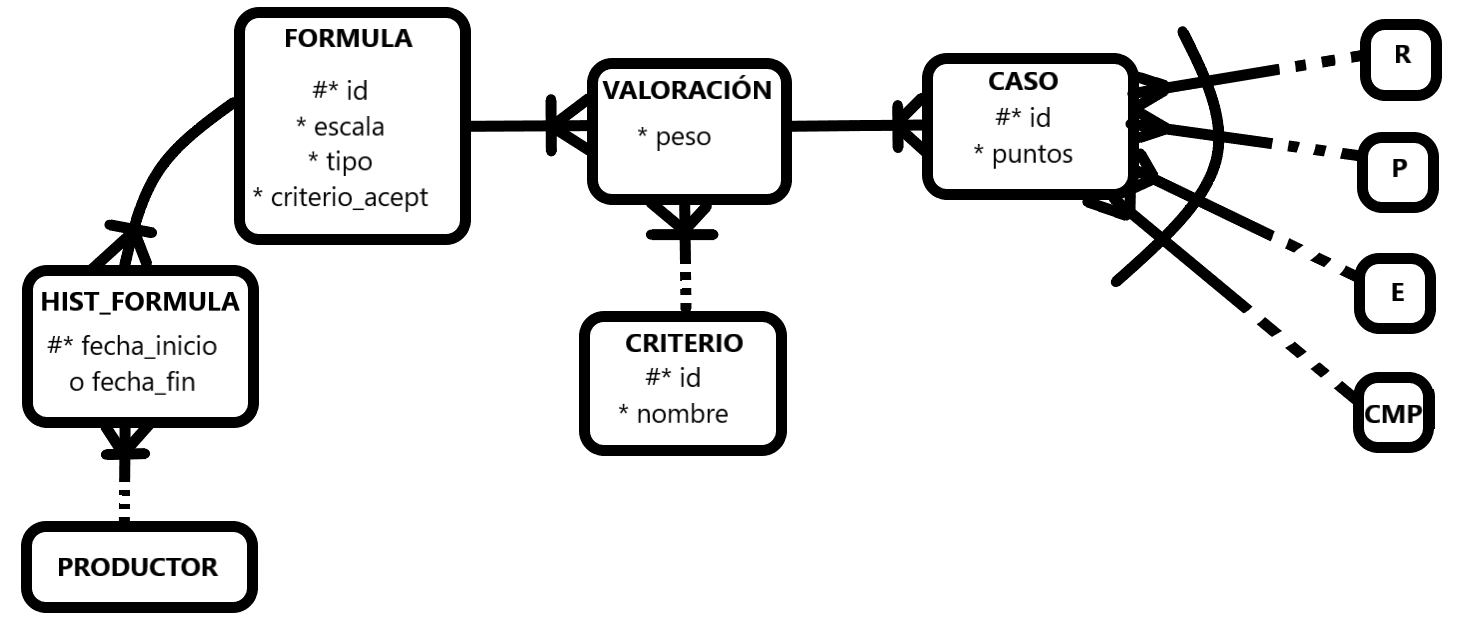 FORMULA
#* id
* escala
* tipo
* criterio_acept
VALORACIÓN
* peso
CASO
#* id
* puntos
R
P
E
CMP
HIST_FORMULA
#* fecha_inicio
o fecha_fin
CRITERIO
#* id
* nombre
PRODUCTOR